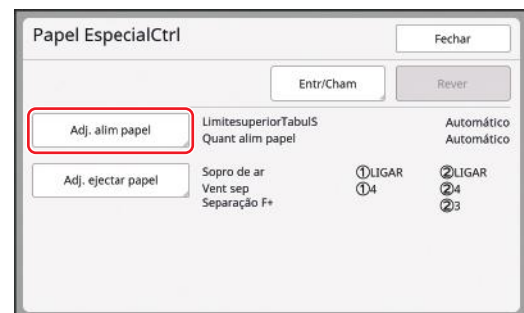 Papel EspecialCtrl
Fechar
Entr/Cham
Rever
Adj. alim papel
LimitesuperiorTabulS Automático
Quant alim papel Automático
Adj. ejectar papel
Sopro de ar ①LIGAR ②LIGAR
Vent sep ①4 ②4
Separação F+ ②3